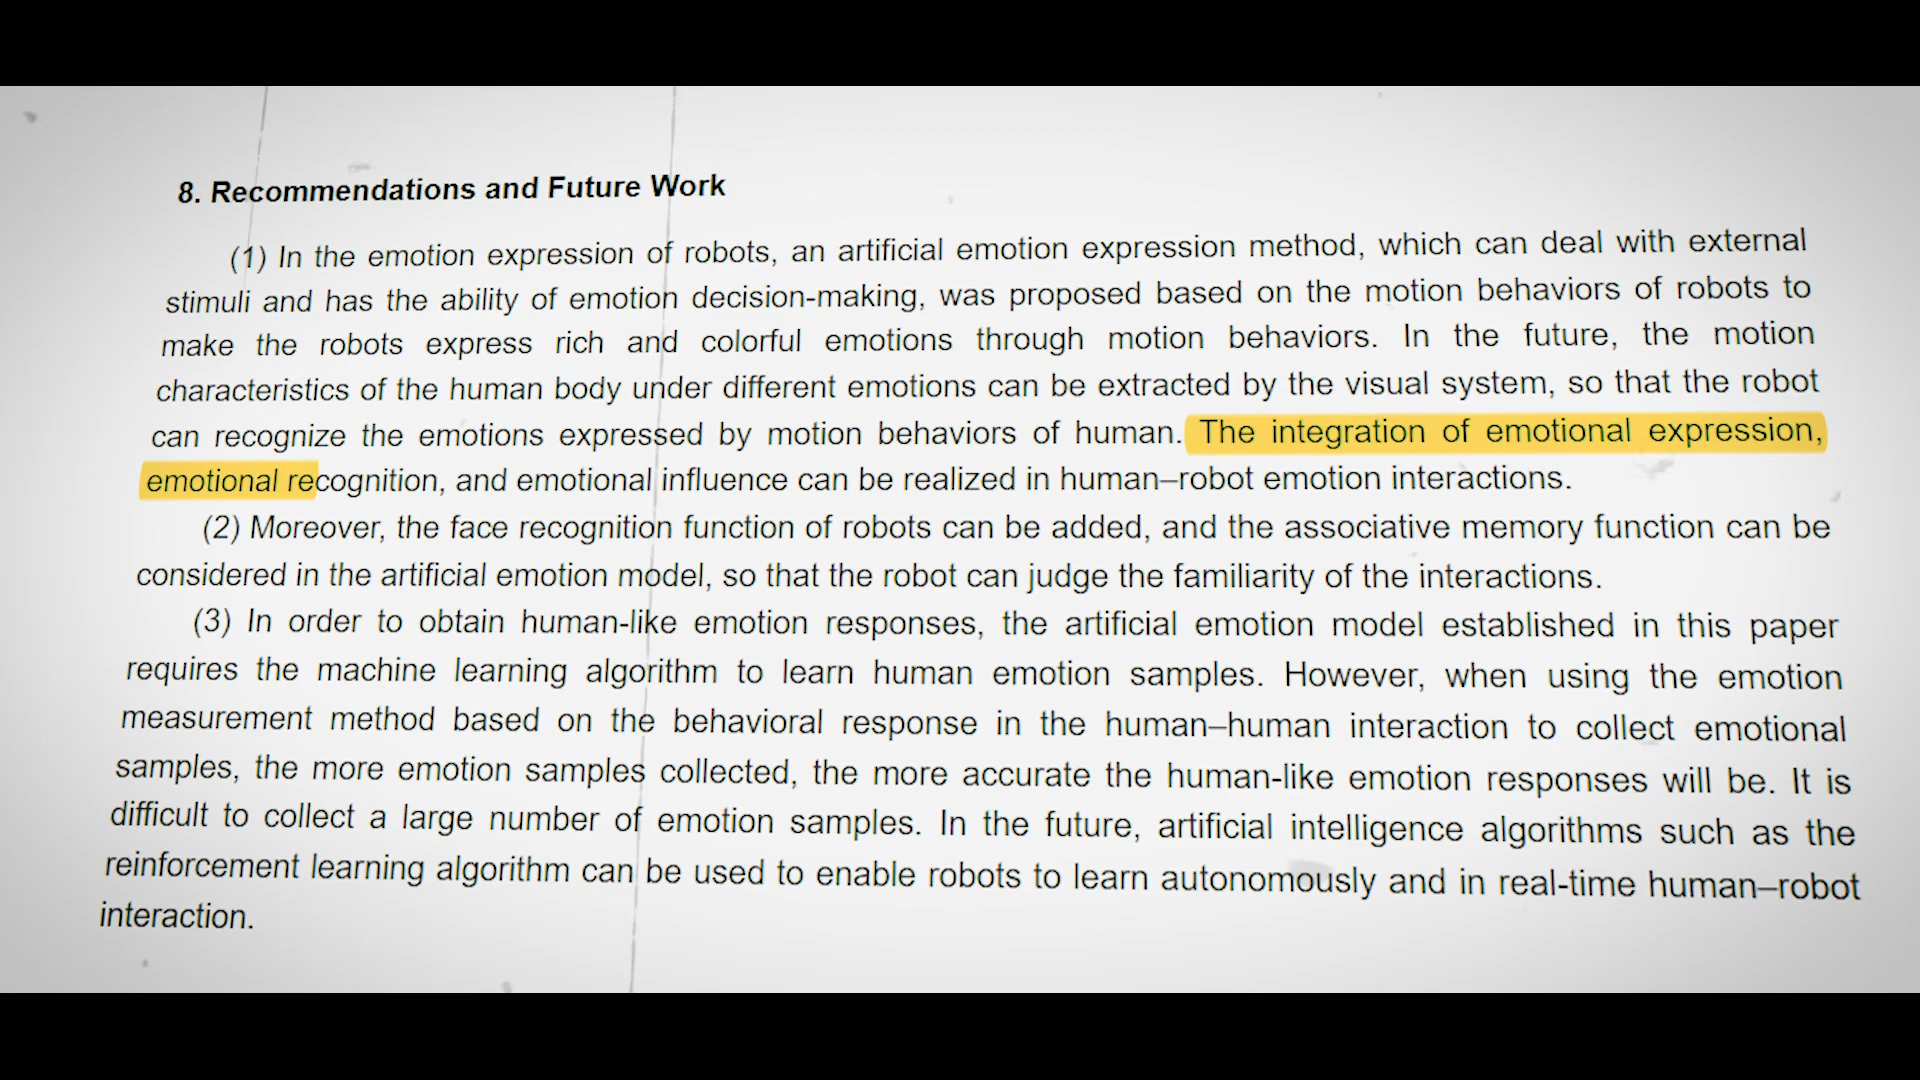 8. Recommendations and Future Work
(1) In the emotion expression of robots, an artificial emotion expression method, which can deal with external
stimuli and has the ability of emotion decision-making, was proposed based on the motion behaviors of robots to
make the robots express rich and colorful emotions through motion behaviors. In the future, the motion
characteristics of the human body under different emotions can be extracted by the visual system, so that the robot
can recognize the emotions expressed by motion behaviors of human. The integration of emotional expression,
emotional recognition, and emotional influence can be realized in human–robot emotion interactions.
(2) Moreover, the face recognition function of robots can be added, and the associative memory function can be
considered in the artificial emotion model, so that the robot can judge the familiarity of the interactions.
(3) In order to obtain human-like emotion responses, the artificial emotion model established in this paper
requires the machine learning algorithm to learn human emotion samples. However, when using the emotion
measurement method based on the behavioral response in the human–human interaction to collect emotional
samples, the more emotion samples collected, the more accurate the human-like emotion responses will be. It is
difficult to collect a large number of emotion samples. In the future, artificial intelligence algorithms such as the
reinforcement learning algorithm can be used to enable robots to learn autonomously and in real-time human–robot
interaction.